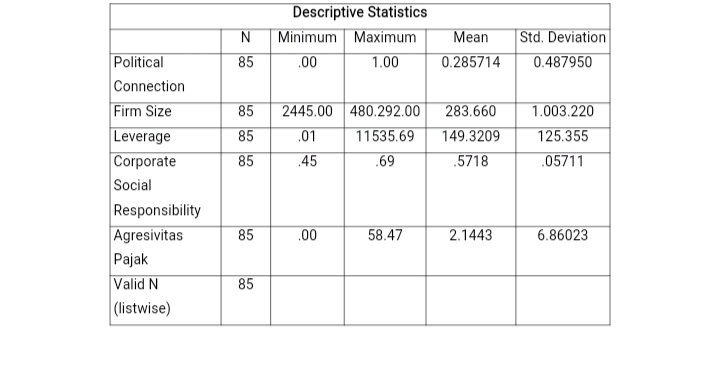 Descriptive Statistics
N Minimum Maximum Mean Std. Deviation
Political Connection 85 .00 1.00 0.285714 0.487950
Firm Size 85 2445.00 480.292.00 283.660 1.003.220
Leverage 85 .01 11535.69 149.3209 125.355
Corporate Social Responsibility 85 .45 .69 .5718 .05711
Agresivitas Pajak 85 .00 58.47 2.1443 6.86023
Valid N (listwise) 85